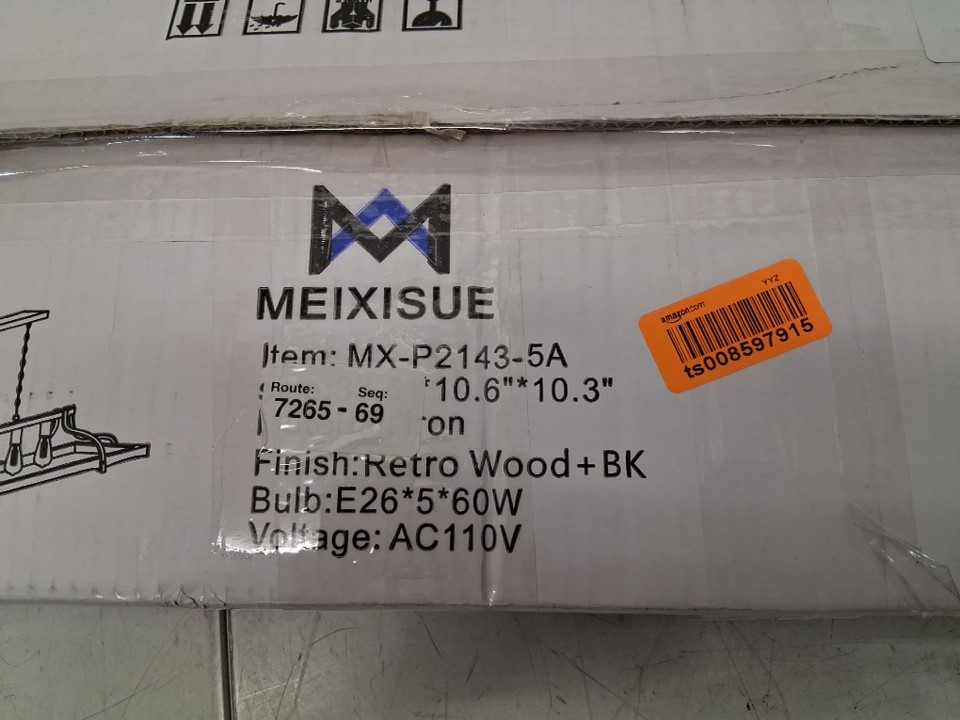 MEIXISUE
Item: MX-P2143-5A
*10.6"*10.3"
Route: Seq:
7265-69
Finish:Retro Wood+BK
Bulb:E26*5*60W
Voltage: AC110V
YYZ
amazon.com
ts008597915